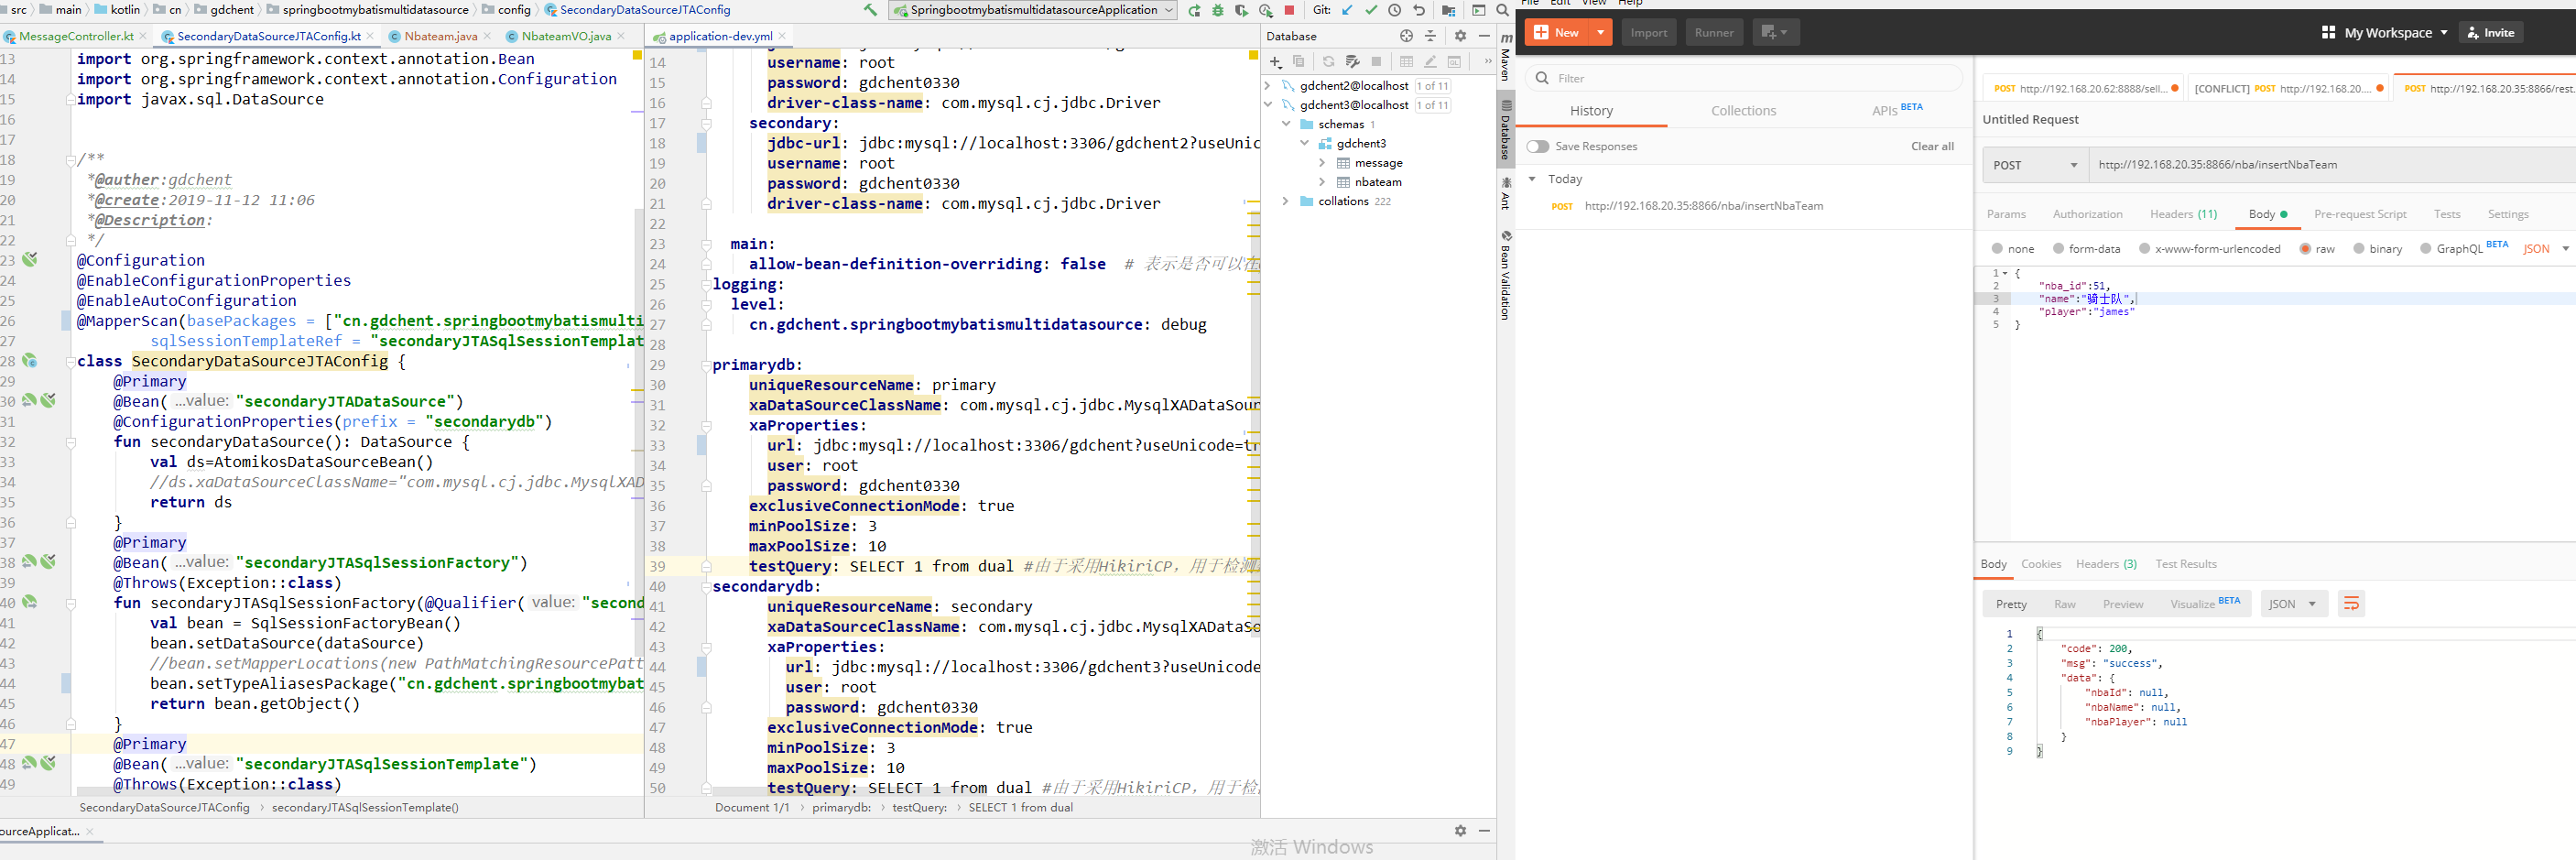 src main kotlin cn gdchent springbootmybatismultidatasource config SecondaryDataSourceJTAConfig
SpringbootmybatismultidatasourceApplication
Git:
MessageController.kt SecondaryDataSourceJTAConfig.kt Nbateam.java NbateamVO.java
13 import org.springframework.context.annotation.Bean
14 import org.springframework.context.annotation.Configuration
15 import javax.sql.DataSource
16
17
18 /**
19 *@auther:gdchent
20 *@create:2019-11-12 11:06
21 *@Description:
22 */
23 @Configuration
24 @EnableConfigurationProperties
25 @EnableAutoConfiguration
26 @MapperScan(basePackages = ["cn.gdchent.springbootmybatismulti
27 sqlSessionTemplateRef = "secondaryJTASqlSessionTemplat
28 class SecondaryDataSourceJTAConfig {
29 @Primary
30 @Bean( ...value: "secondaryJTADataSource")
31 @ConfigurationProperties(prefix = "secondarydb")
32 fun secondaryDataSource(): DataSource {
33 val ds=AtomikosDataSourceBean()
34 //ds.xaDataSourceClassName="com.mysql.cj.jdbc.MysqlXAD
35 return ds
36 }
37 @Primary
38 @Bean( ...value: "secondaryJTASqlSessionFactory")
39 @Throws(Exception::class)
40 fun secondaryJTASqlSessionFactory(@Qualifier( value: "second
41 val bean = SqlSessionFactoryBean()
42 bean.setDataSource(dataSource)
43 //bean.setMapperLocations(new PathMatchingResourcePatt
44 bean.setTypeAliasesPackage("cn.gdchent.springbootmybat
45 return bean.getObject()
46 }
47 @Primary
48 @Bean( ...value: "secondaryJTASqlSessionTemplate")
49 @Throws(Exception::class)
SecondaryDataSourceJTAConfig secondaryJTASqlSessionTemplate()
ourceApplicat...
application-dev.yml
14 username: root
15 password: gdchent0330
16 driver-class-name: com.mysql.cj.jdbc.Driver
17 secondary:
18 jdbc-url: jdbc:mysql://localhost:3306/gdchent2?useUnic
19 username: root
20 password: gdchent0330
21 driver-class-name: com.mysql.cj.jdbc.Driver
22
23 main:
24 allow-bean-definition-overriding: false # 表示是否可以在
25 logging:
26 level:
27 cn.gdchent.springbootmybatismultidatasource: debug
28
29 primarydb:
30 uniqueResourceName: primary
31 xaDataSourceClassName: com.mysql.cj.jdbc.MysqlXADataSour
32 xaProperties:
33 url: jdbc:mysql://localhost:3306/gdchent?useUnicode=tr
34 user: root
35 password: gdchent0330
36 exclusiveConnectionMode: true
37 minPoolSize: 3
38 maxPoolSize: 10
39 testQuery: SELECT 1 from dual #由于采用HikiriCP，用于检测
40 secondarydb:
41 uniqueResourceName: secondary
42 xaDataSourceClassName: com.mysql.cj.jdbc.MysqlXADataSo
43 xaProperties:
44 url: jdbc:mysql://localhost:3306/gdchent3?useUnicode
45 user: root
46 password: gdchent0330
47 exclusiveConnectionMode: true
48 minPoolSize: 3
49 maxPoolSize: 10
50 testQuery: SELECT 1 from dual #由于采用HikiriCP，用于检
Document 1/1 primarydb: testQuery: SELECT 1 from dual
Database
gdchent2@localhost 1 of 11
gdchent3@localhost 1 of 11
schemas 1
gdchent3
message
nbateam
collations 222
Maven
Database
Ant
Bean Validation
激活 Windows
File Edit View Help
New Import Runner
My Workspace Invite
Filter
History Collections APIs BETA
Save Responses Clear all
Today
POST http://192.168.20.35:8866/nba/insertNbaTeam
POST http://192.168.20.62:8888/sell... [CONFLICT] POST http://192.168.20.... POST http://192.168.20.35:8866/rest.
Untitled Request
POST http://192.168.20.35:8866/nba/insertNbaTeam
Params Authorization Headers (11) Body Pre-request Script Tests Settings
none form-data x-www-form-urlencoded raw binary GraphQL BETA JSON
1 {
2 "nba_id":51,
3 "name":"骑士队",
4 "player":"james"
5 }
Body Cookies Headers (3) Test Results
Pretty Raw Preview Visualize BETA JSON
1 {
2 "code": 200,
3 "msg": "success",
4 "data": {
5 "nbaId": null,
6 "nbaName": null,
7 "nbaPlayer": null
8 }
9 }